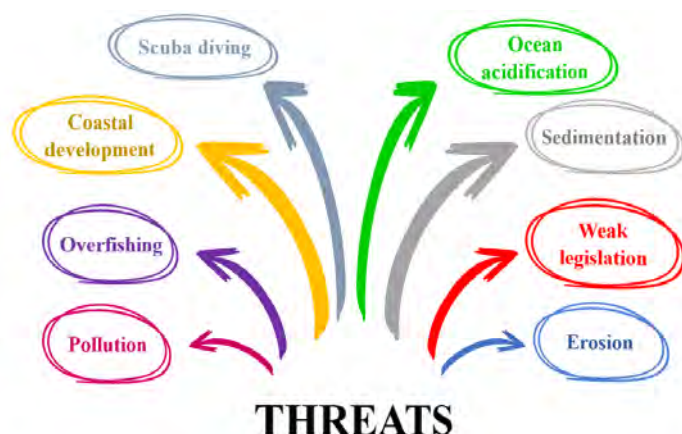 Scuba diving
Ocean
acidification
Coastal
development
Sedimentation
Overfishing
Weak
legislation
Pollution
Erosion
THREATS